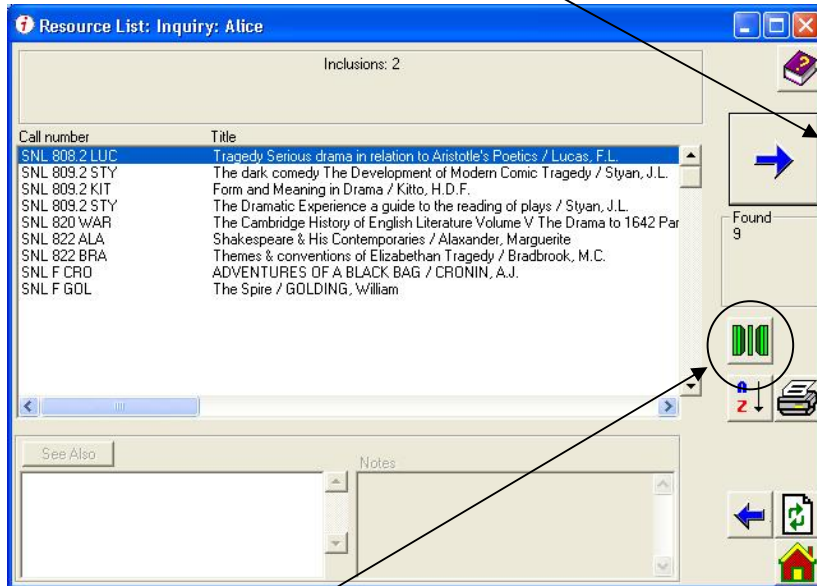 Resource List: Inquiry: Alice
Inclusions: 2
Call number Title
SNL 808.2 LUC Tragedy Serious drama in relation to Aristotle's Poetics / Lucas, F.L.
SNL 809.2 STY The dark comedy The Development of Modern Comic Tragedy / Styan, J.L.
SNL 809.2 KIT Form and Meaning in Drama / Kitto, H.D.F.
SNL 809.2 STY The Dramatic Experience a guide to the reading of plays / Styan, J.L.
SNL 820 WAR The Cambridge History of English Literature Volume V The Drama to 1642 Par
SNL 822 ALA Shakespeare & His Contemporaries / Alaxander, Marguerite
SNL 822 BRA Themes & conventions of Elizabethan Tragedy / Bradbrook, M.C.
SNL F CRO ADVENTURES OF A BLACK BAG / CRONIN, A.J.
SNL F GOL The Spire / GOLDING, William
Found
9
A
Z
See Also
Notes